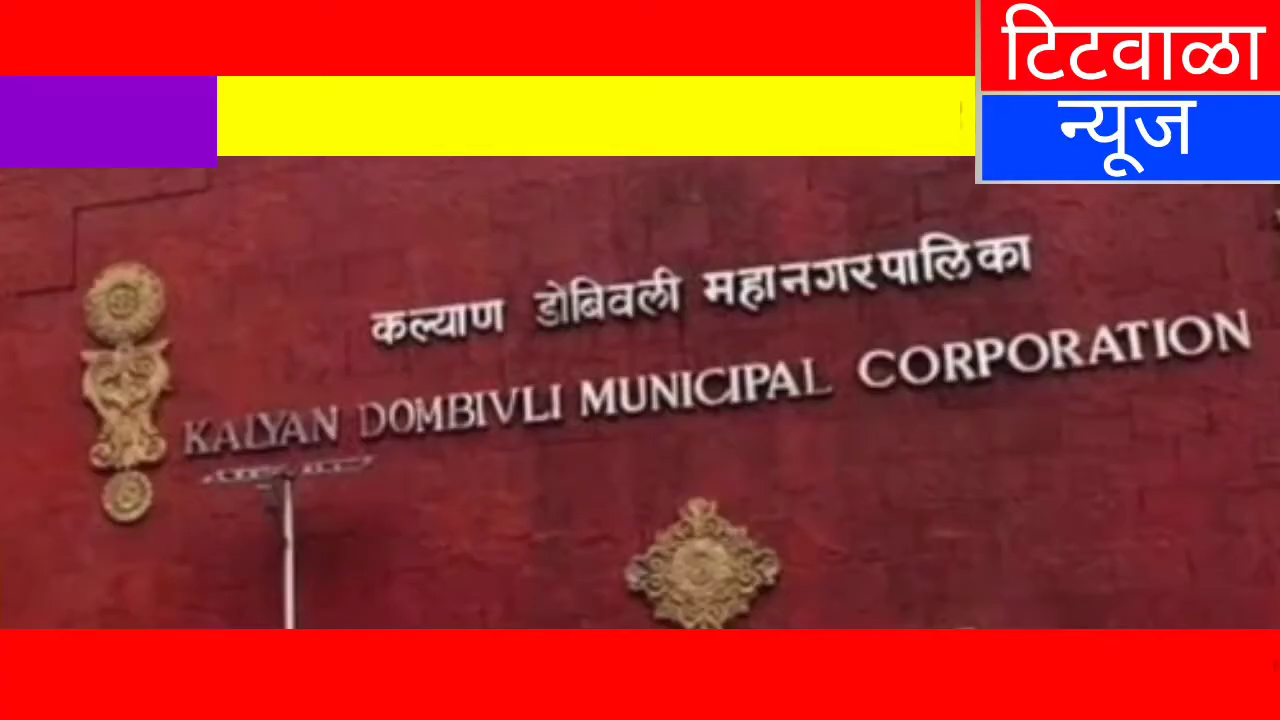 टिटवाळा
न्यूज
कल्याण डोंबिवली महानगरपालिका
KALYAN DOMBIVLI MUNICIPAL CORPORATION